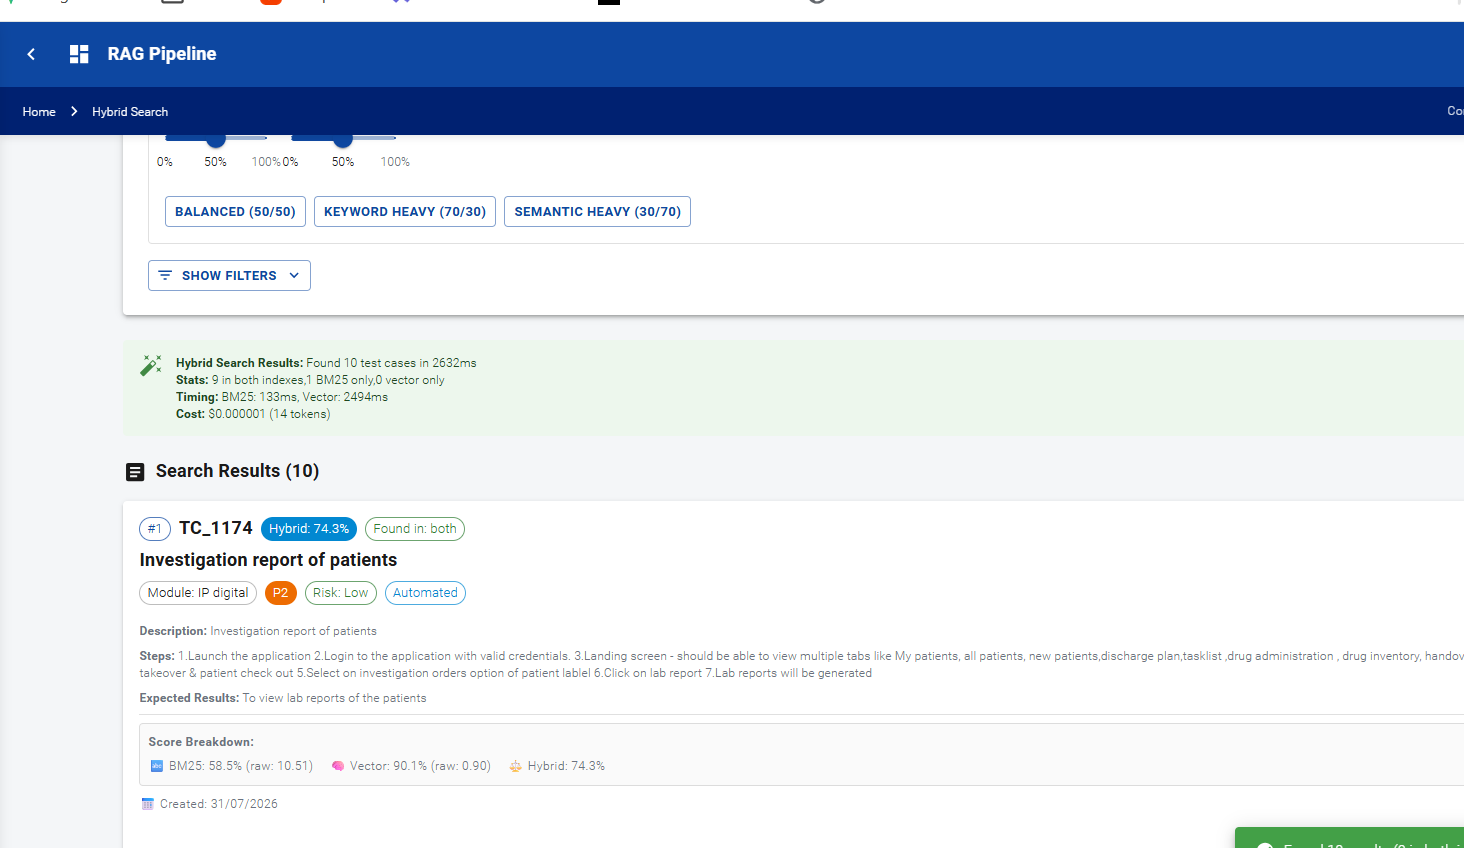 RAG Pipeline
Home > Hybrid Search
0% 50% 100% 0% 50% 100%
BALANCED (50/50) KEYWORD HEAVY (70/30) SEMANTIC HEAVY (30/70)
SHOW FILTERS
Hybrid Search Results: Found 10 test cases in 2632ms
Stats: 9 in both indexes,1 BM25 only,0 vector only
Timing: BM25: 133ms, Vector: 2494ms
Cost: $0.000001 (14 tokens)
Search Results (10)
#1 TC_1174 Hybrid: 74.3% Found in: both
Investigation report of patients
Module: IP digital P2 Risk: Low Automated
Description: Investigation report of patients
Steps: 1.Launch the application 2.Login to the application with valid credentials. 3.Landing screen - should be able to view multiple tabs like My patients, all patients, new patients,discharge plan,tasklist ,drug administration , drug inventory, handov
takeover & patient check out 5.Select on investigation orders option of patient lablel 6.Click on lab report 7.Lab reports will be generated
Expected Results: To view lab reports of the patients
Score Breakdown:
BM25: 58.5% (raw: 10.51) Vector: 90.1% (raw: 0.90) Hybrid: 74.3%
Created: 31/07/2026